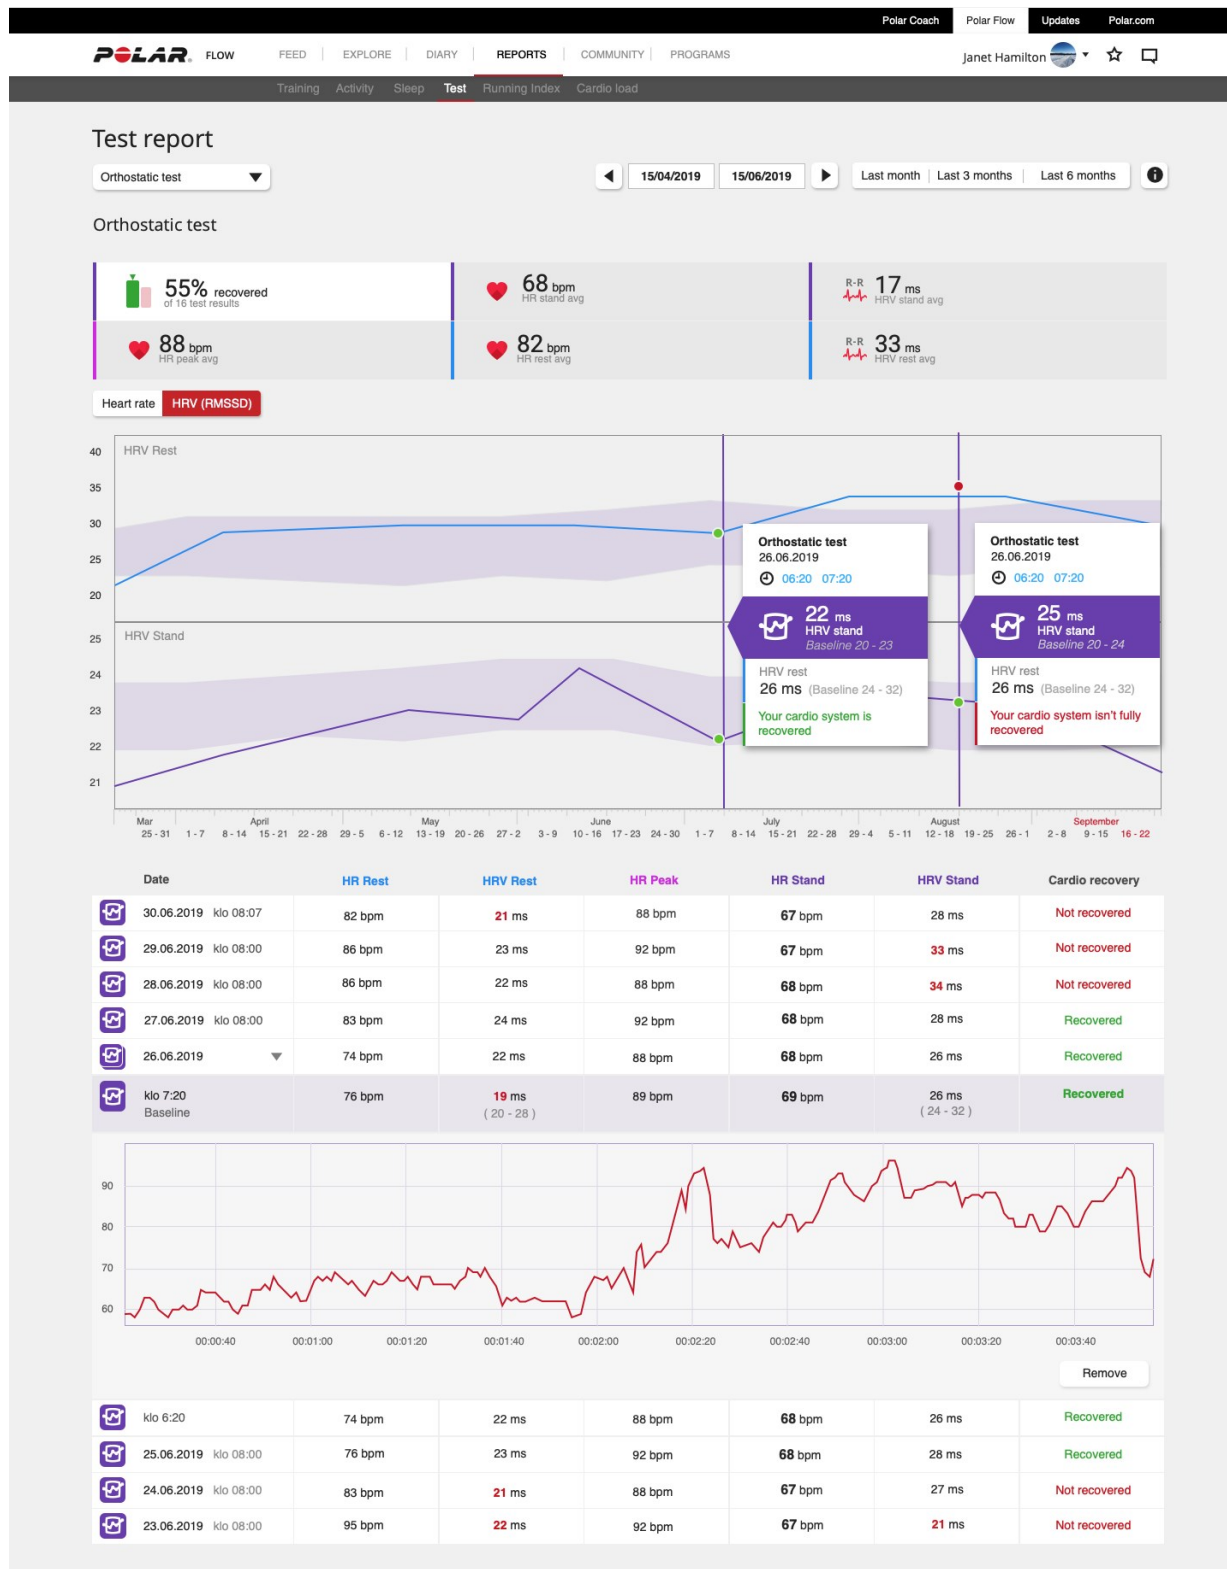 Polar Coach Polar Flow Updates Polar.com
POLAR. FLOW FEED EXPLORE DIARY REPORTS COMMUNITY PROGRAMS Janet Hamilton
Training Activity Sleep Test Running Index Cardio load
Test report
Orthostatic test 15/04/2019 15/06/2019 Last month Last 3 months Last 6 months
Orthostatic test
55% recovered
of 16 test results
68 bpm
HR stand avg
R-R 17 ms
HRV stand avg
88 bpm
HR peak avg
82 bpm
HR rest avg
R-R 33 ms
HRV rest avg
Heart rate HRV (RMSSD)
HRV Rest
40
35
30
25
20
HRV Stand
25
24
23
22
21
Orthostatic test
26.06.2019
06:20 07:20
22 ms
HRV stand
Baseline 20 - 23
HRV rest
26 ms (Baseline 24 - 32)
Your cardio system is
recovered
Orthostatic test
26.06.2019
06:20 07:20
25 ms
HRV stand
Baseline 20 - 24
HRV rest
26 ms (Baseline 24 - 32)
Your cardio system isn't fully
recovered
Mar April May June July August September
25 - 31 1 - 7 8 - 14 15 - 21 22 - 28 29 - 5 6 - 12 13 - 19 20 - 26 27 - 2 3 - 9 10 - 16 17 - 23 24 - 30 1 - 7 8 - 14 15 - 21 22 - 28 29 - 4 5 - 11 12 - 18 19 - 25 26 - 1 2 - 8 9 - 15 16 - 22
Date HR Rest HRV Rest HR Peak HR Stand HRV Stand Cardio recovery
30.06.2019 klo 08:07 82 bpm 21 ms 88 bpm 67 bpm 28 ms Not recovered
29.06.2019 klo 08:00 86 bpm 23 ms 92 bpm 67 bpm 33 ms Not recovered
28.06.2019 klo 08:00 86 bpm 22 ms 88 bpm 68 bpm 34 ms Not recovered
27.06.2019 klo 08:00 83 bpm 24 ms 92 bpm 68 bpm 28 ms Recovered
26.06.2019 74 bpm 22 ms 88 bpm 68 bpm 26 ms Recovered
klo 7:20 76 bpm 19 ms 89 bpm 69 bpm 26 ms Recovered
Baseline ( 20 - 28 ) ( 24 - 32 )
90
80
70
60
00:00:40 00:01:00 00:01:20 00:01:40 00:02:00 00:02:20 00:02:40 00:03:00 00:03:20 00:03:40
Remove
klo 6:20 74 bpm 22 ms 88 bpm 68 bpm 26 ms Recovered
25.06.2019 klo 08:00 76 bpm 23 ms 92 bpm 68 bpm 28 ms Recovered
24.06.2019 klo 08:00 83 bpm 21 ms 88 bpm 67 bpm 27 ms Not recovered
23.06.2019 klo 08:00 95 bpm 22 ms 92 bpm 67 bpm 21 ms Not recovered